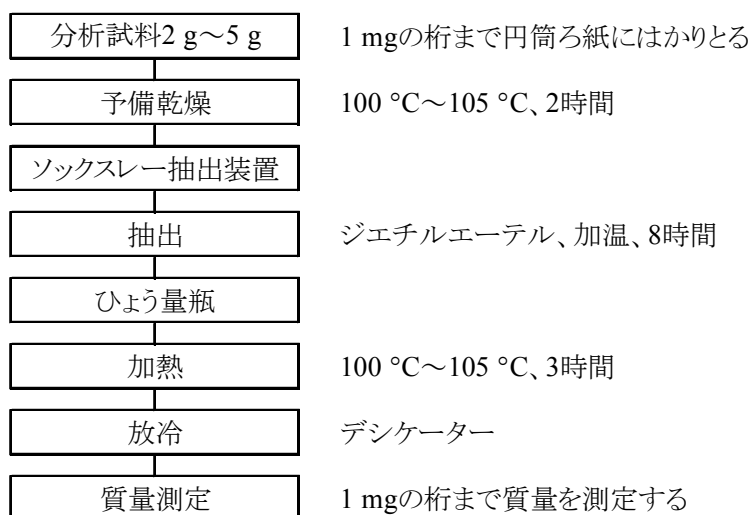 分析試料2 g～5 g 1 mgの桁まで円筒ろ紙にはかりとる
予備乾燥 100 °C～105 °C、2時間
ソックスレー抽出装置
抽出 ジエチルエーテル、加温、8時間
ひょう量瓶
加熱 100 °C～105 °C、3時間
放冷 デシケーター
質量測定 1 mgの桁まで質量を測定する